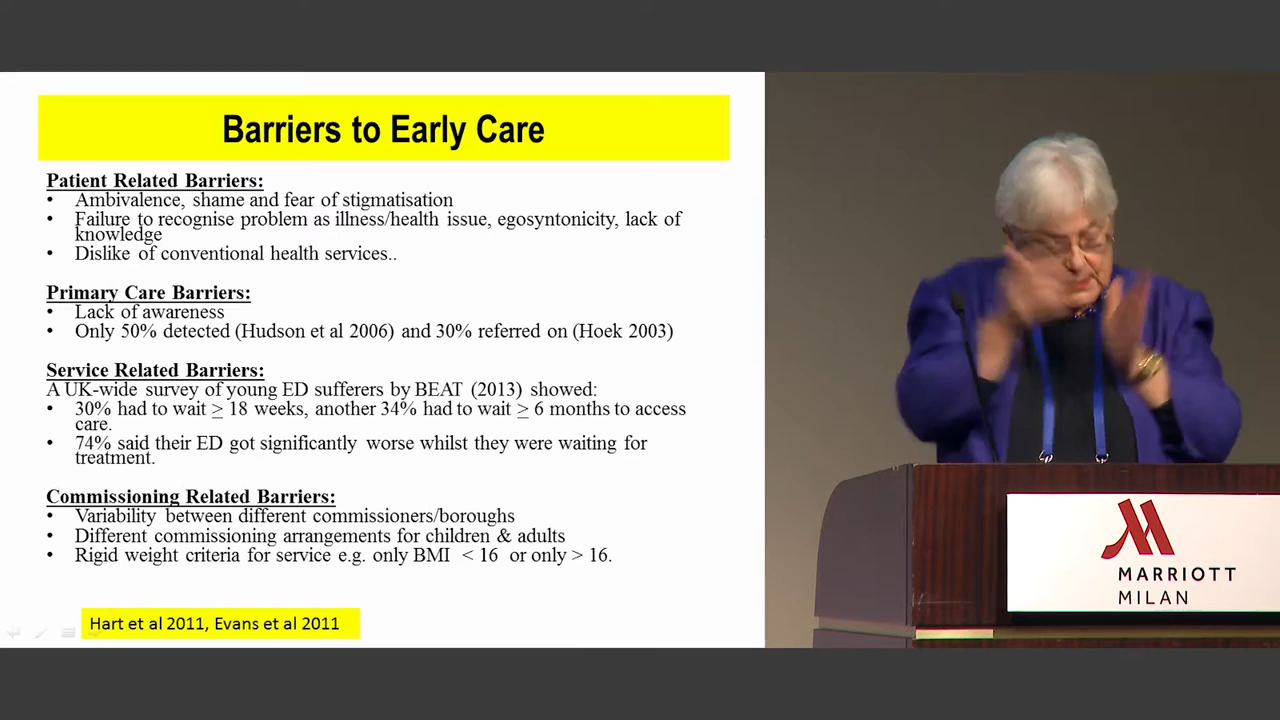 Barriers to Early Care
Patient Related Barriers:
• Ambivalence, shame and fear of stigmatisation
• Failure to recognise problem as illness/health issue, egosyntonicity, lack of
knowledge
• Dislike of conventional health services..
Primary Care Barriers:
• Lack of awareness
• Only 50% detected (Hudson et al 2006) and 30% referred on (Hoek 2003)
Service Related Barriers:
A UK-wide survey of young ED sufferers by BEAT (2013) showed:
• 30% had to wait ≥ 18 weeks, another 34% had to wait ≥ 6 months to access
care.
• 74% said their ED got significantly worse whilst they were waiting for
treatment.
Commissioning Related Barriers:
• Variability between different commissioners/boroughs
• Different commissioning arrangements for children & adults
• Rigid weight criteria for service e.g. only BMI < 16 or only > 16.
Hart et al 2011, Evans et al 2011
MARRIOTT
MILAN